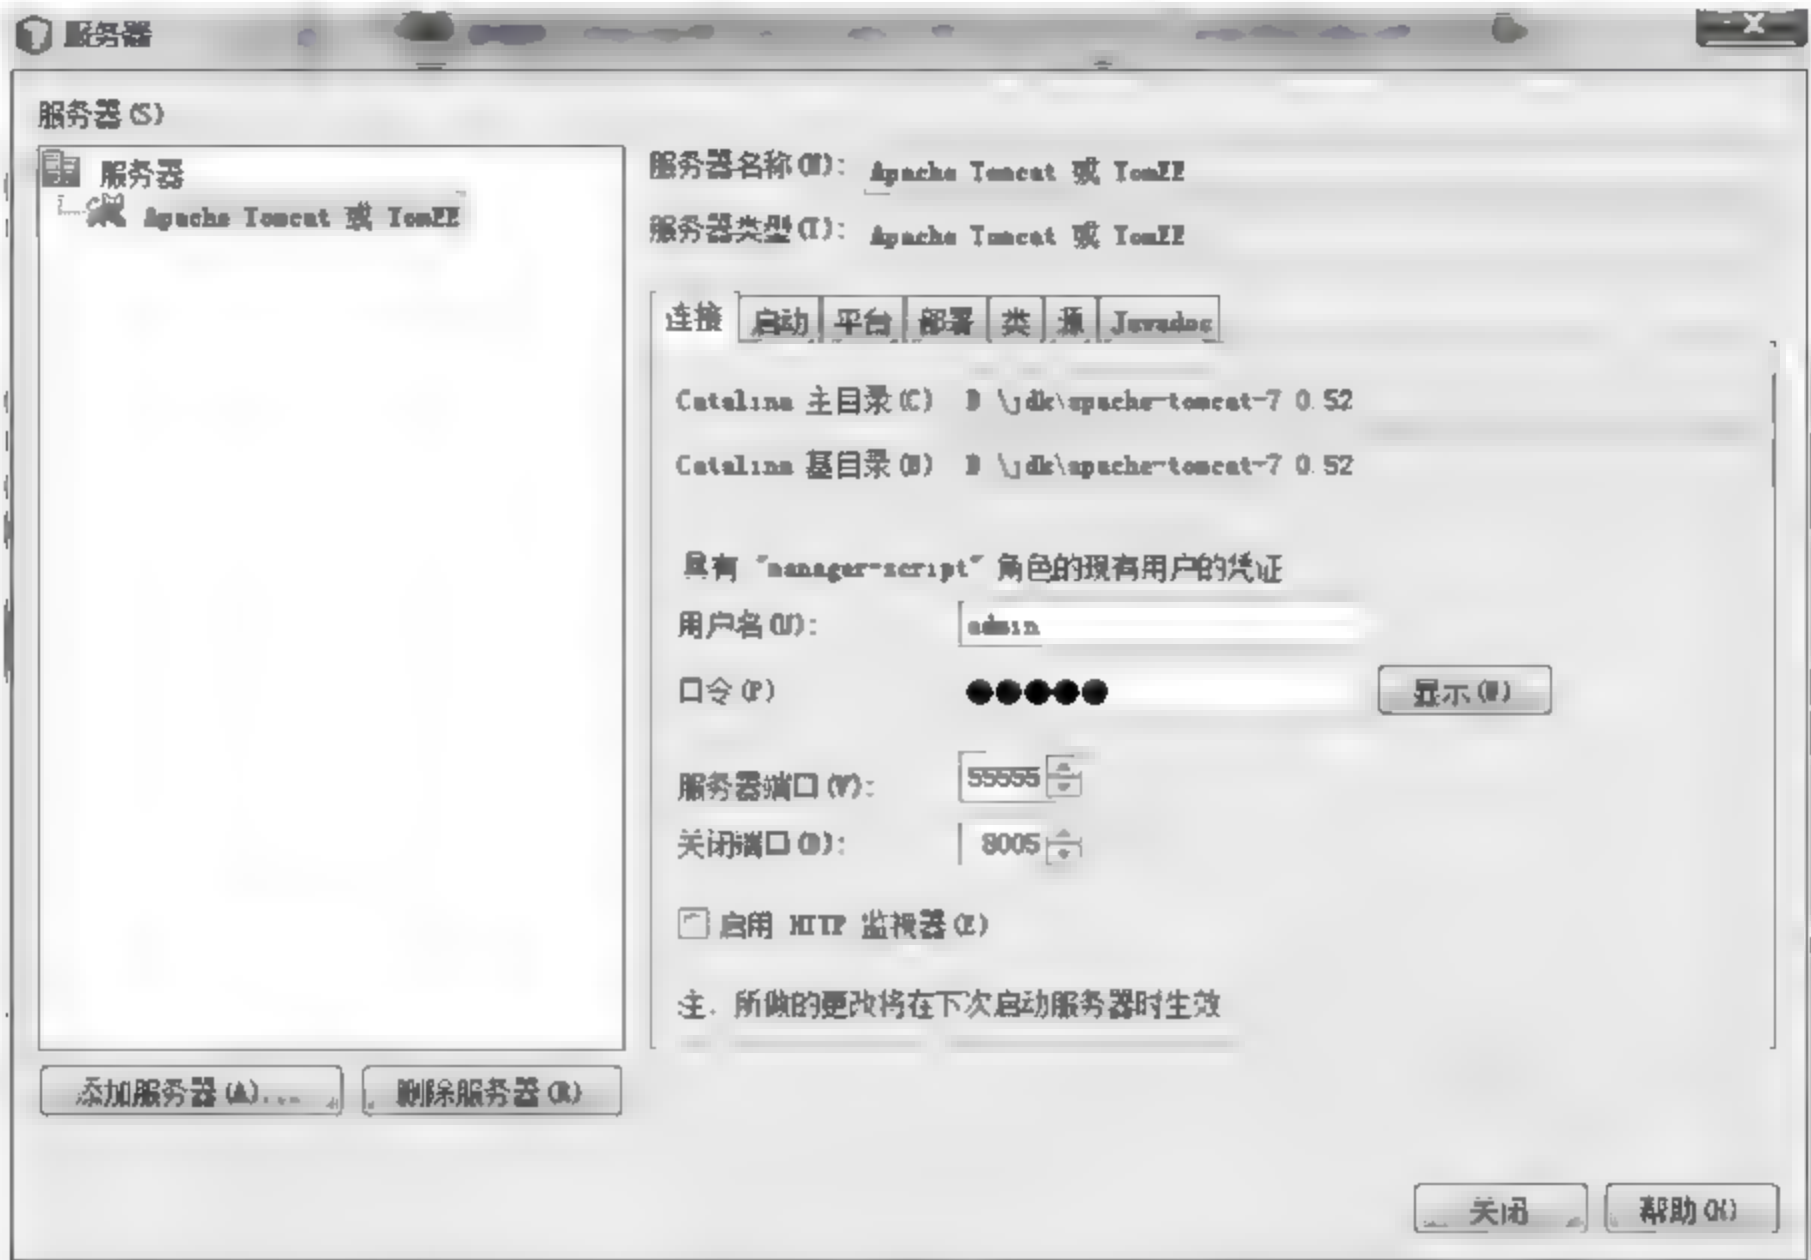 服务器
服务器(S)
服务器
Apache Tomcat 或 TomEE
服务器名称(N): Apache Tomcat 或 TomEE
服务器类型(T): Apache Tomcat 或 TomEE
连接 启动 平台 部署 类 源 Javadoc
Catalina 主目录(C) D \jdk\apache-tomcat-7 0.52
Catalina 基目录(B) D \jdk\apache-tomcat-7 0.52
具有 "manager-script" 角色的现有用户的凭证
用户名(U): admin
口令(P) ●●●●● 显示(W)
服务器端口(V): 55555
关闭端口(D): 8005
启用 HTTP 监视器(E)
注. 所做的更改将在下次启动服务器时生效
添加服务器(A)... 删除服务器(R)
关闭 帮助(H)